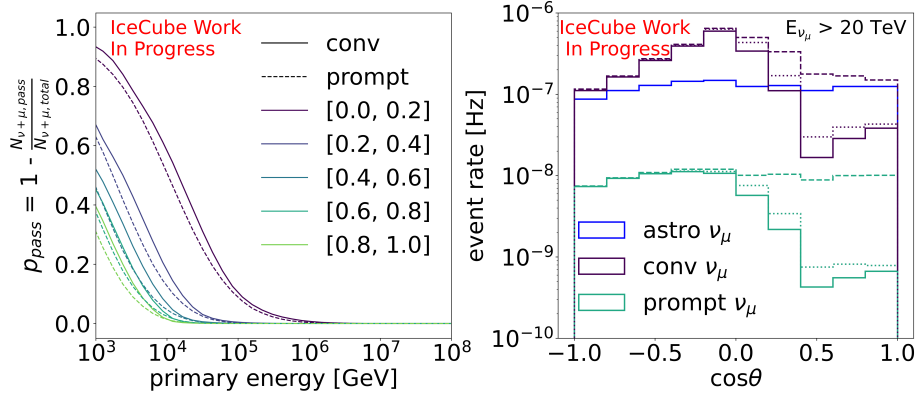 IceCube Work
In Progress
conv
prompt
[0.0, 0.2]
[0.2, 0.4]
[0.4, 0.6]
[0.6, 0.8]
[0.8, 1.0]
p_pass = 1 - N_ν+μ,pass / N_ν+μ,total
1.0
0.8
0.6
0.4
0.2
0.0
10^3 10^4 10^5 10^6 10^7 10^8
primary energy [GeV]
IceCube Work
In Progress
E_νμ > 20 TeV
astro ν_μ
conv ν_μ
prompt ν_μ
event rate [Hz]
10^−6
10^−7
10^−8
10^−9
10^−10
−1.0 −0.5 0.0 0.5 1.0
cosθ